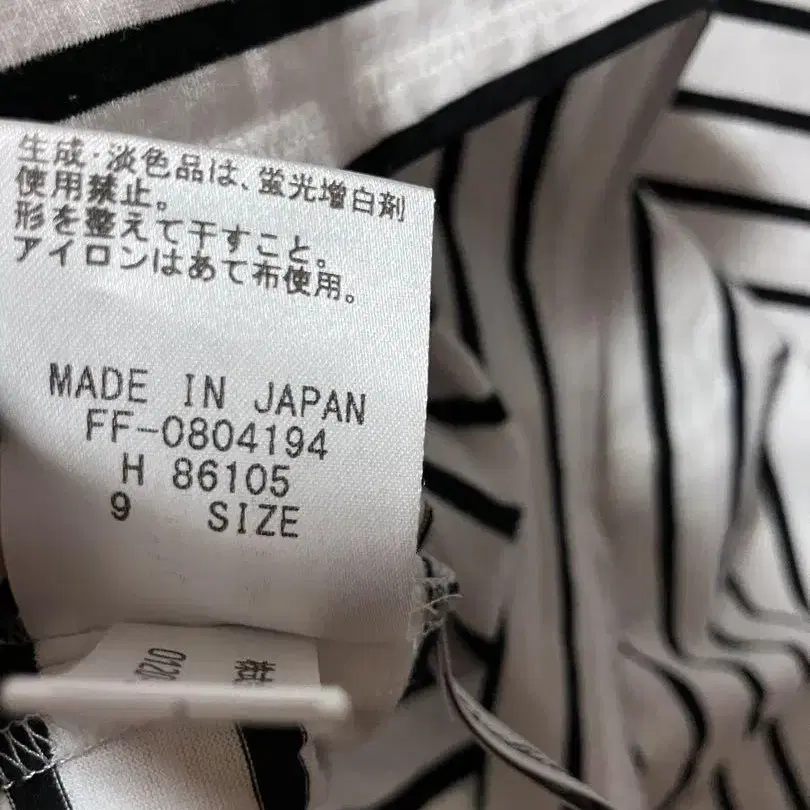 生成・淡色品は、蛍光増白剤
使用禁止。
形を整えて干すこと。
アイロンはあて布使用。
MADE IN JAPAN
FF-0804194
H 86105
9 SIZE